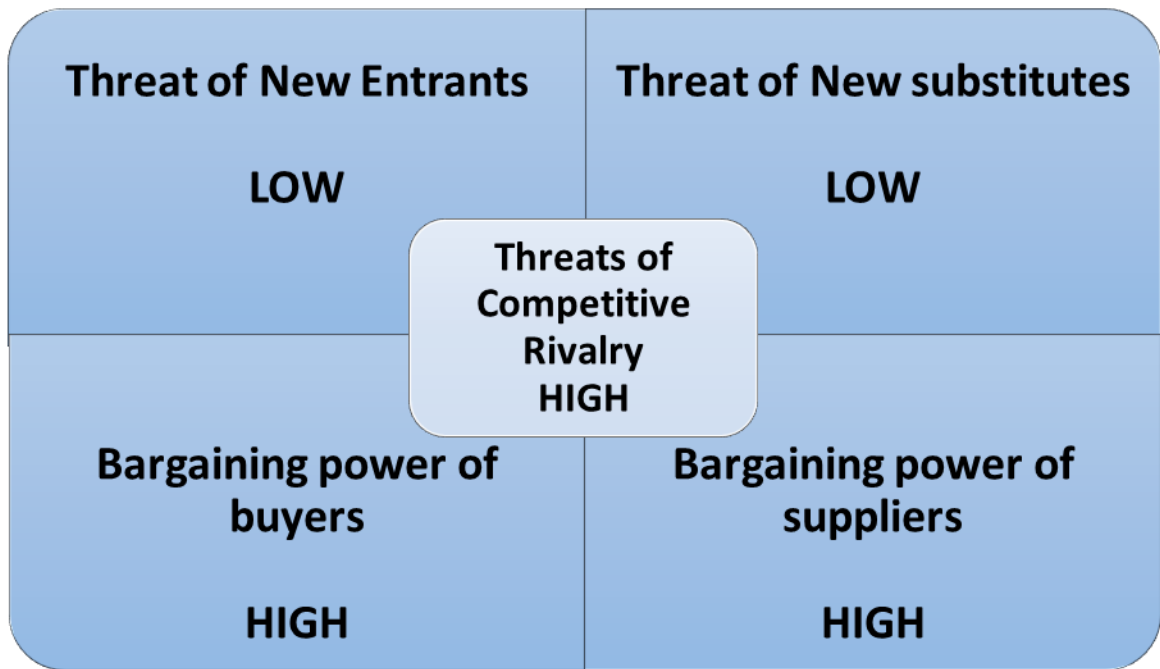 Threat of New Entrants
LOW
Threat of New substitutes
LOW
Threats of
Competitive
Rivalry
HIGH
Bargaining power of
buyers
HIGH
Bargaining power of
suppliers
HIGH